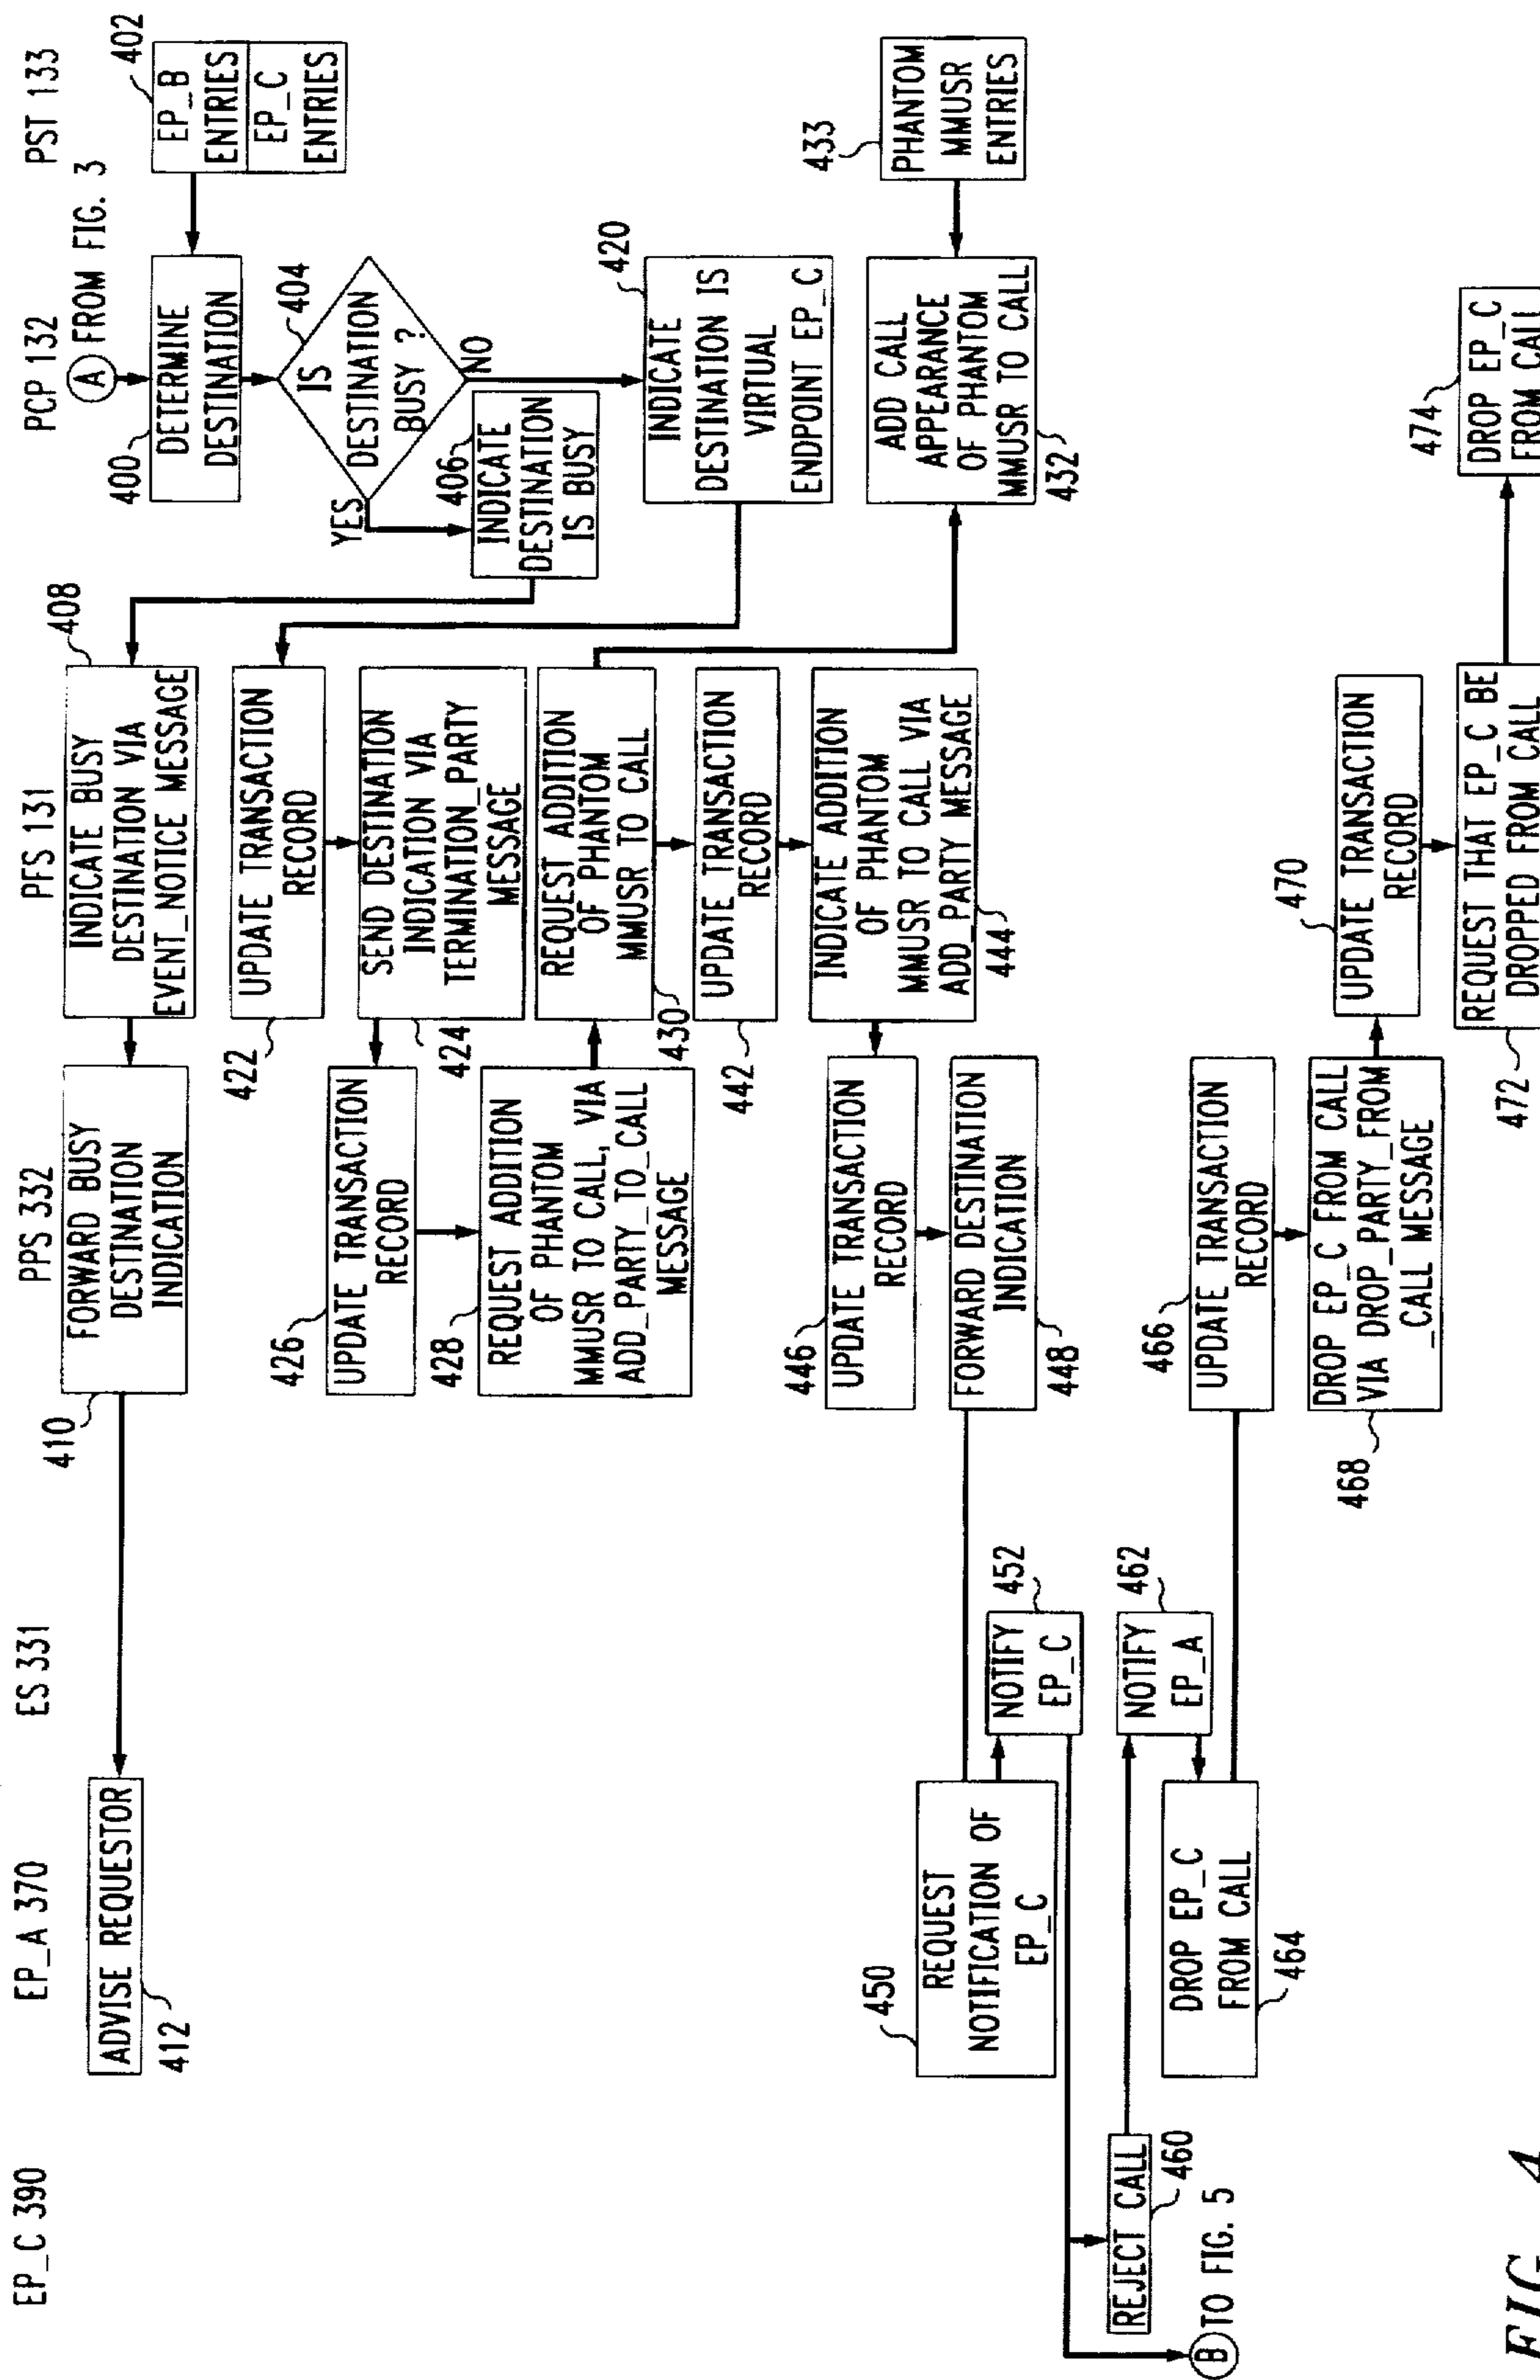 EP_C 390
EP_A 370
ES 331
PPS 332
PFS 131
PCP 132
PST 133
A
FROM FIG. 3
400
DETERMINE
DESTINATION
402
EP_B
ENTRIES
EP_C
ENTRIES
404
IS
DESTINATION
BUSY ?
YES
NO
406
INDICATE
DESTINATION
IS BUSY
408
INDICATE BUSY
DESTINATION VIA
EVENT_NOTICE MESSAGE
410
FORWARD BUSY
DESTINATION
INDICATION
412
ADVISE REQUESTOR
420
INDICATE
DESTINATION IS
VIRTUAL
ENDPOINT EP_C
422
UPDATE TRANSACTION
RECORD
424
SEND DESTINATION
INDICATION VIA
TERMINATION_PARTY
MESSAGE
426
UPDATE TRANSACTION
RECORD
428
REQUEST ADDITION
OF PHANTOM
MMUSR TO CALL, VIA
ADD_PARTY_TO_CALL
MESSAGE
430
REQUEST ADDITION
OF PHANTOM
MMUSR TO CALL
432
ADD CALL
APPEARANCE
OF PHANTOM
MMUSR TO CALL
433
PHANTOM
MMUSR
ENTRIES
442
UPDATE TRANSACTION
RECORD
444
INDICATE ADDITION
OF PHANTOM
MMUSR TO CALL VIA
ADD_PARTY MESSAGE
446
UPDATE TRANSACTION
RECORD
448
FORWARD DESTINATION
INDICATION
450
REQUEST
NOTIFICATION OF
EP_C
452
NOTIFY
EP_C
460
REJECT CALL
B
TO FIG. 5
462
NOTIFY
EP_A
464
DROP EP_C
FROM CALL
466
UPDATE TRANSACTION
RECORD
468
DROP EP_C FROM CALL
VIA DROP_PARTY_FROM
_CALL MESSAGE
470
UPDATE TRANSACTION
RECORD
472
REQUEST THAT EP_C BE
DROPPED FROM CALL
474
DROP EP_C
FROM CALL
FIG. 4